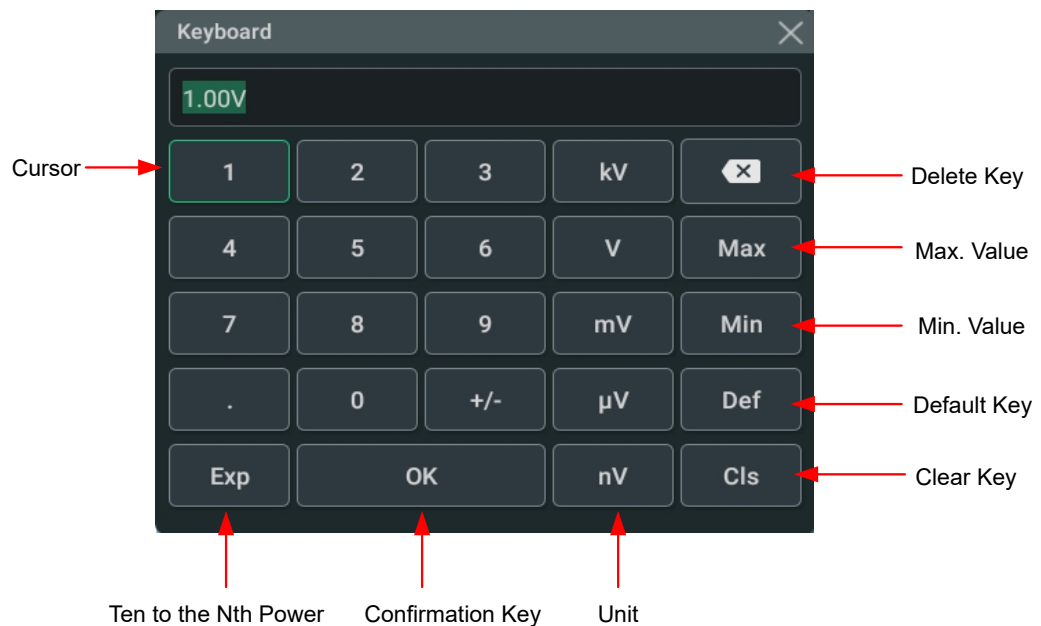 Keyboard
1.00V
Cursor 1 2 3 kV Delete Key
4 5 6 V Max Max. Value
7 8 9 mV Min Min. Value
. 0 +/- µV Def Default Key
Exp OK nV Cls Clear Key
Ten to the Nth Power Confirmation Key Unit